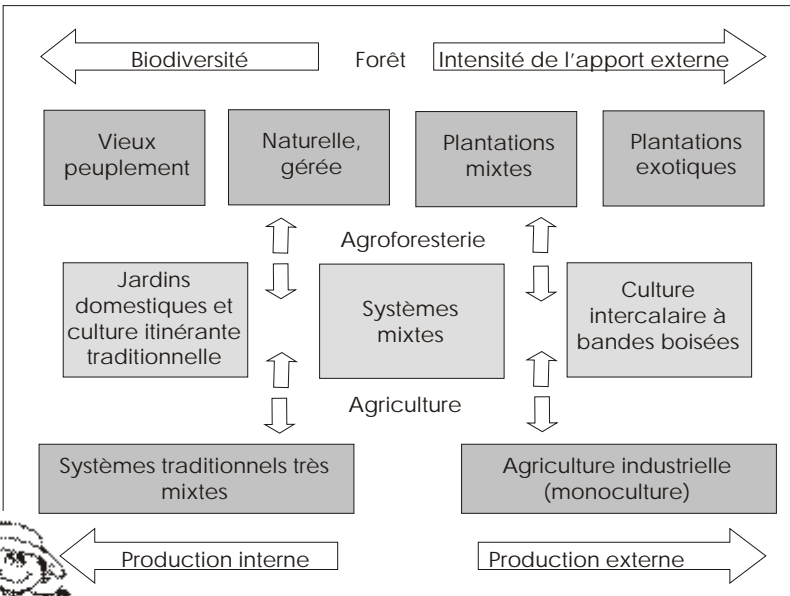 Biodiversité
Forêt
Intensité de l'apport externe
Vieux
peuplement
Naturelle,
gérée
Plantations
mixtes
Plantations
exotiques
Agroforesterie
Jardins
domestiques et
culture itinérante
traditionnelle
Systèmes
mixtes
Culture
intercalaire à
bandes boisées
Agriculture
Systèmes traditionnels très
mixtes
Agriculture industrielle
(monoculture)
Production interne
Production externe